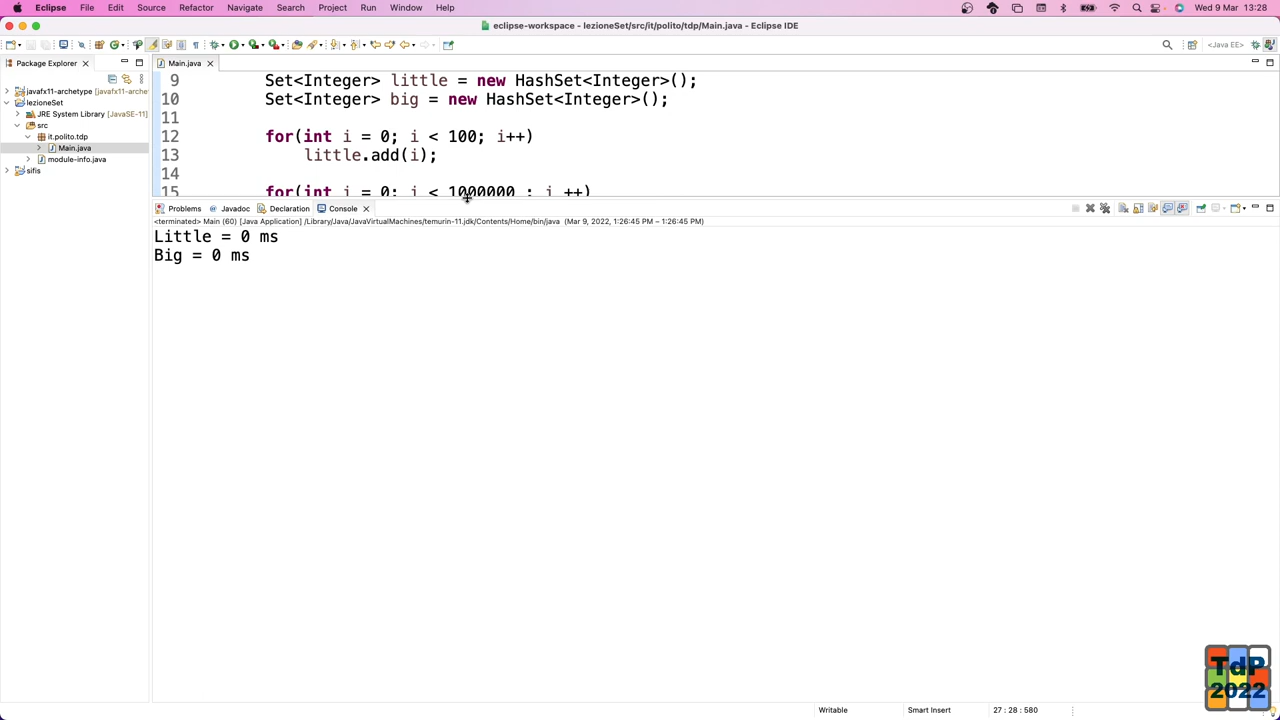 Eclipse File Edit Source Refactor Navigate Search Project Run Window Help
Wed 9 Mar 13:28
eclipse-workspace - lezioneSet/src/it/polito/tdp/Main.java - Eclipse IDE
<Java EE>
Package Explorer
javafx11-archetype [javafx11-arche
lezioneSet
JRE System Library [JavaSE-11]
src
it.polito.tdp
Main.java
module-info.java
sifis
Main.java
9 Set<Integer> little = new HashSet<Integer>();
10 Set<Integer> big = new HashSet<Integer>();
11
12 for(int i = 0; i < 100; i++)
13 little.add(i);
14
15 for(int i = 0; i < 1000000 ; i ++)
Problems Javadoc Declaration Console
<terminated> Main (60) [Java Application] /Library/Java/JavaVirtualMachines/temurin-11.jdk/Contents/Home/bin/java (Mar 9, 2022, 1:26:45 PM – 1:26:45 PM)
Little = 0 ms
Big = 0 ms
TdP
2022
Writable Smart Insert 27 : 28 : 580